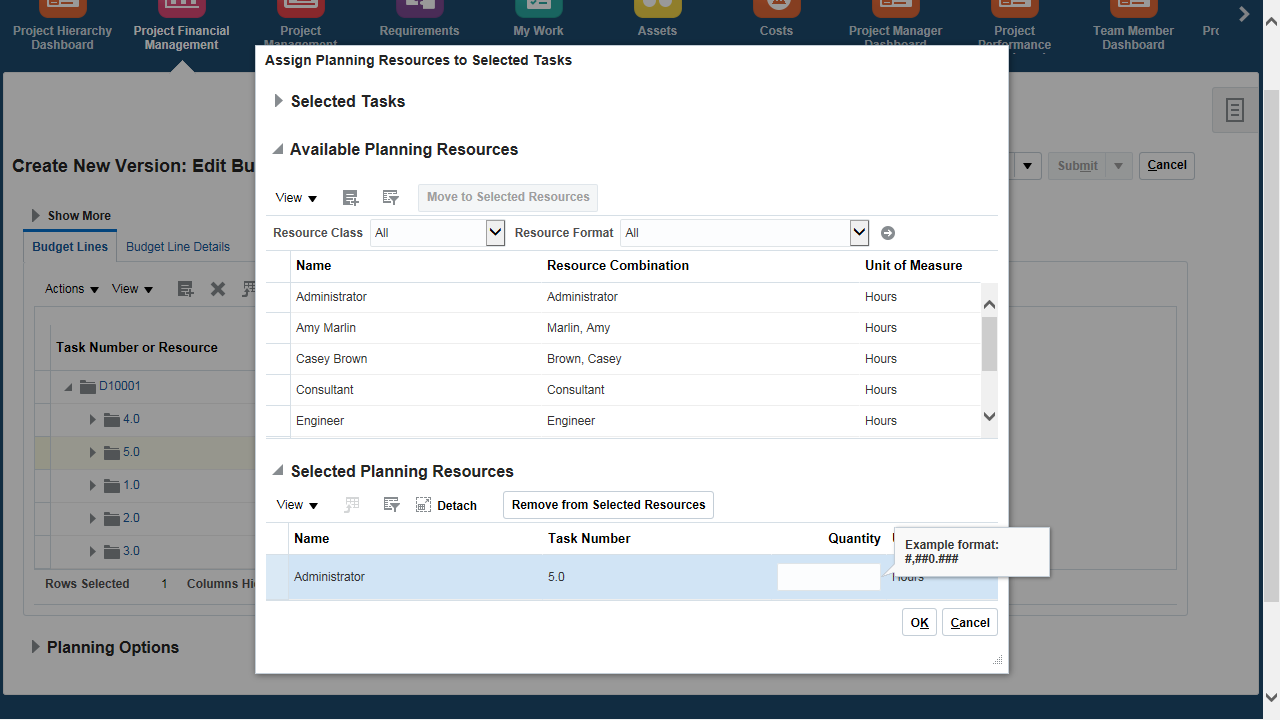 Project Hierarchy
Dashboard
Project Financial
Management
Project
Management
Requirements
My Work
Assets
Costs
Project Manager
Dashboard
Project
Performance
Team Member
Dashboard
Assign Planning Resources to Selected Tasks
Selected Tasks
Available Planning Resources
Create New Version: Edit Bu
Submit
Cancel
View
Move to Selected Resources
Show More
Resource Class
All
Resource Format
All
Budget Lines
Budget Line Details
Name
Resource Combination
Unit of Measure
Actions
View
Administrator
Administrator
Hours
Amy Marlin
Marlin, Amy
Hours
Task Number or Resource
Casey Brown
Brown, Casey
Hours
D10001
Consultant
Consultant
Hours
4.0
Engineer
Engineer
Hours
5.0
Selected Planning Resources
1.0
View
Detach
Remove from Selected Resources
2.0
Name
Task Number
Quantity
Example format:
#,##0.###
3.0
Administrator
5.0
Hours
Rows Selected
1
Columns Hi
OK
Cancel
Planning Options